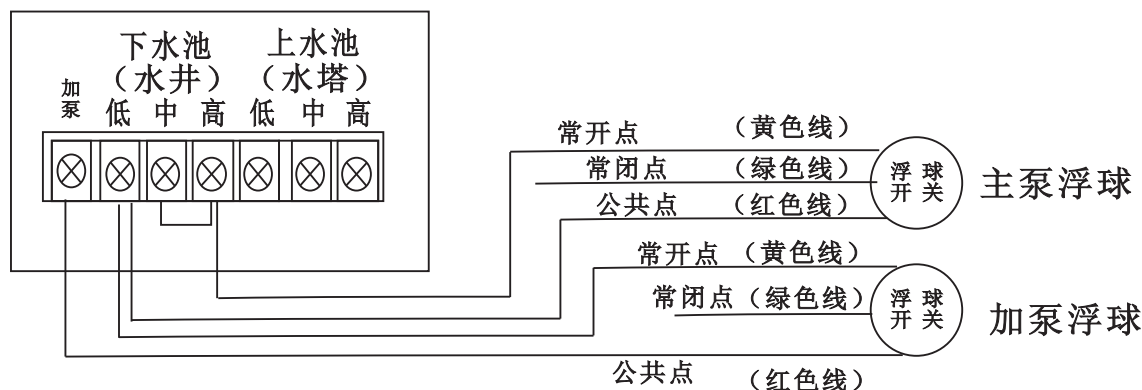 下水池 上水池
（水井） （水塔）
加泵 低 中 高 低 中 高
常开点 （黄色线）
常闭点 （绿色线）
公共点 （红色线）
浮球开关
主泵浮球
常开点 （黄色线）
常闭点 （绿色线）
浮球开关
加泵浮球
公共点 （红色线）